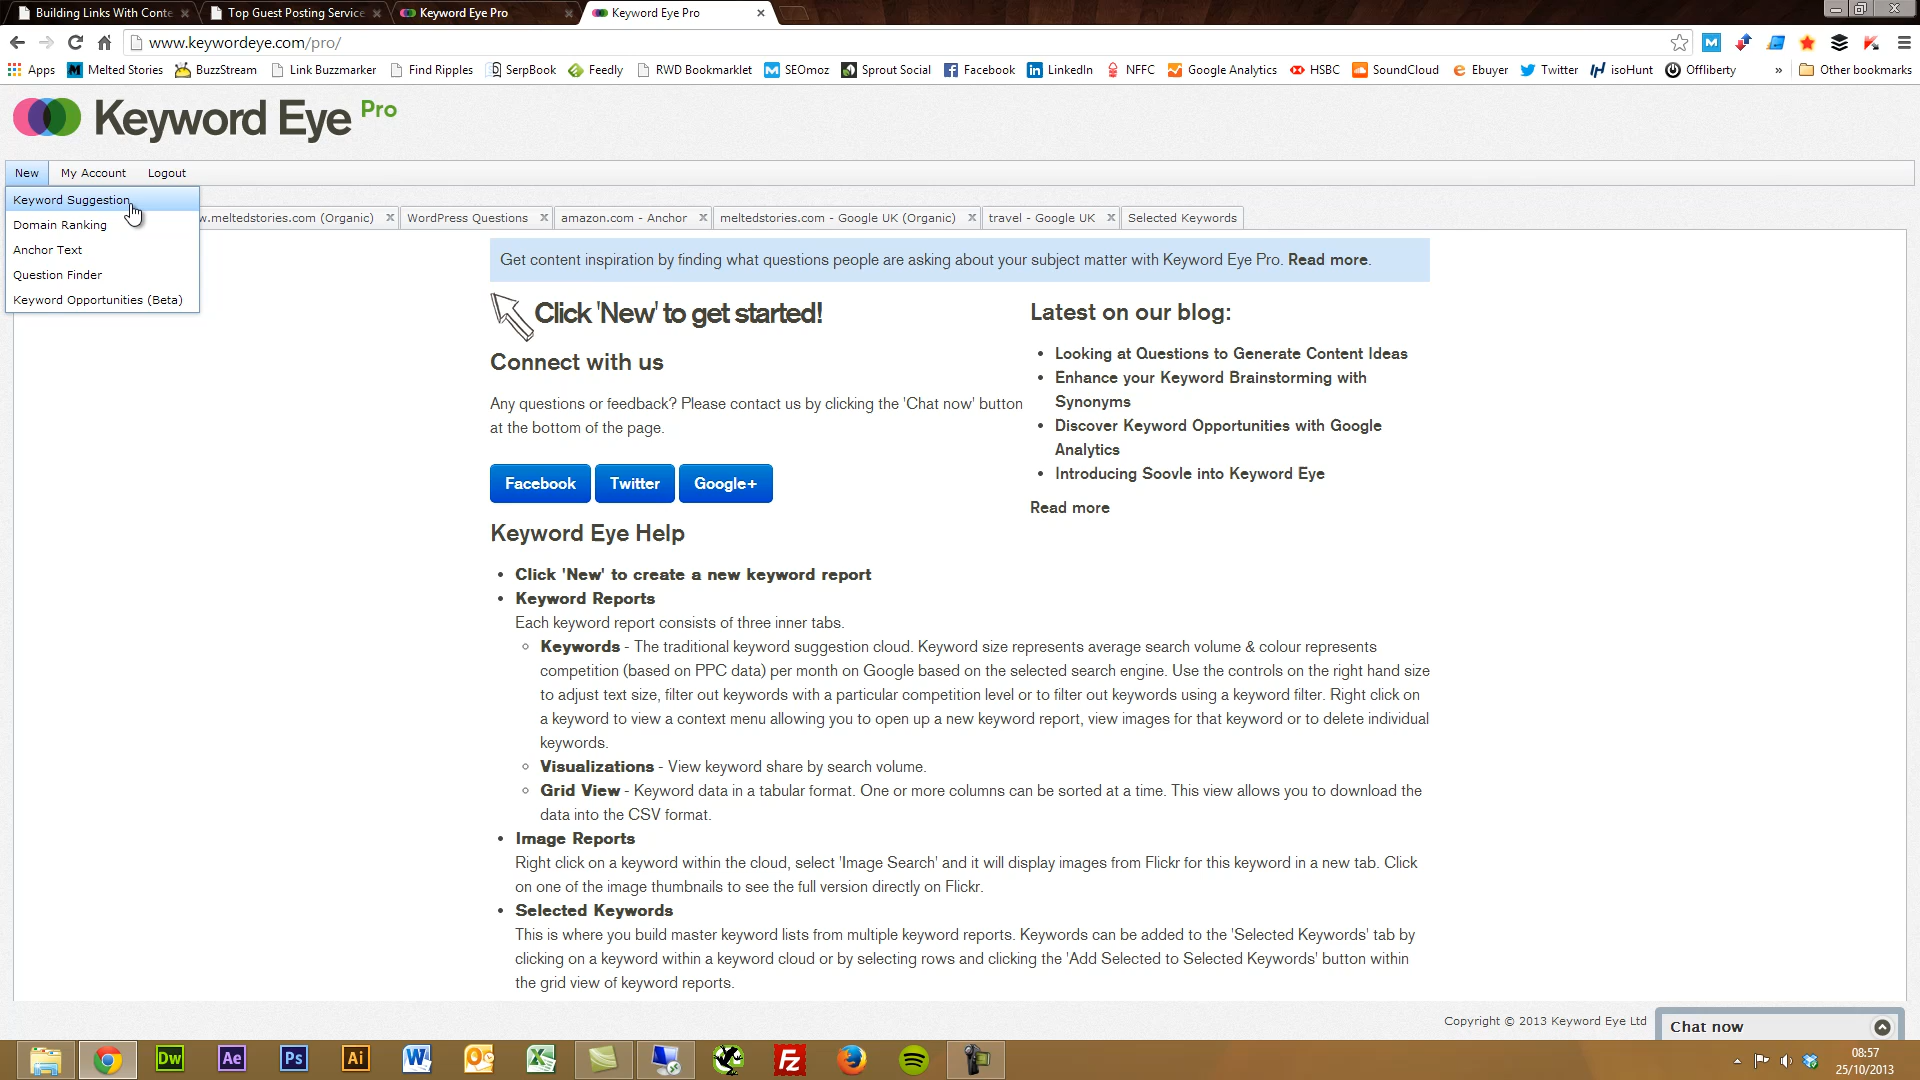 Building Links With Conte
Top Guest Posting Service
Keyword Eye Pro
Keyword Eye Pro
www.keywordeye.com/pro/
Apps
Melted Stories
BuzzStream
Link Buzzmarker
Find Ripples
SerpBook
Feedly
RWD Bookmarklet
SEOmoz
Sprout Social
Facebook
LinkedIn
NFFC
Google Analytics
HSBC
SoundCloud
Ebuyer
Twitter
isoHunt
Offliberty
»
Other bookmarks
Keyword Eye Pro
New
My Account
Logout
Keyword Suggestion
Domain Ranking
Anchor Text
Question Finder
Keyword Opportunities (Beta)
w.meltedstories.com (Organic)
WordPress Questions
amazon.com - Anchor
meltedstories.com - Google UK (Organic)
travel - Google UK
Selected Keywords
Get content inspiration by finding what questions people are asking about your subject matter with Keyword Eye Pro. Read more.
Click 'New' to get started!
Connect with us
Any questions or feedback? Please contact us by clicking the 'Chat now' button
at the bottom of the page.
Facebook
Twitter
Google+
Latest on our blog:
• Looking at Questions to Generate Content Ideas
• Enhance your Keyword Brainstorming with
Synonyms
• Discover Keyword Opportunities with Google
Analytics
• Introducing Soovle into Keyword Eye
Read more
Keyword Eye Help
• Click 'New' to create a new keyword report
• Keyword Reports
Each keyword report consists of three inner tabs.
◦ Keywords - The traditional keyword suggestion cloud. Keyword size represents average search volume & colour represents
competition (based on PPC data) per month on Google based on the selected search engine. Use the controls on the right hand size
to adjust text size, filter out keywords with a particular competition level or to filter out keywords using a keyword filter. Right click on
a keyword to view a context menu allowing you to open up a new keyword report, view images for that keyword or to delete individual
keywords.
◦ Visualizations - View keyword share by search volume.
◦ Grid View - Keyword data in a tabular format. One or more columns can be sorted at a time. This view allows you to download the
data into the CSV format.
• Image Reports
Right click on a keyword within the cloud, select 'Image Search' and it will display images from Flickr for this keyword in a new tab. Click
on one of the image thumbnails to see the full version directly on Flickr.
• Selected Keywords
This is where you build master keyword lists from multiple keyword reports. Keywords can be added to the 'Selected Keywords' tab by
clicking on a keyword within a keyword cloud or by selecting rows and clicking the 'Add Selected to Selected Keywords' button within
the grid view of keyword reports.
Copyright © 2013 Keyword Eye Ltd
Chat now
Dw
Ae
Ps
Ai
W
Fz
08:57
25/10/2013